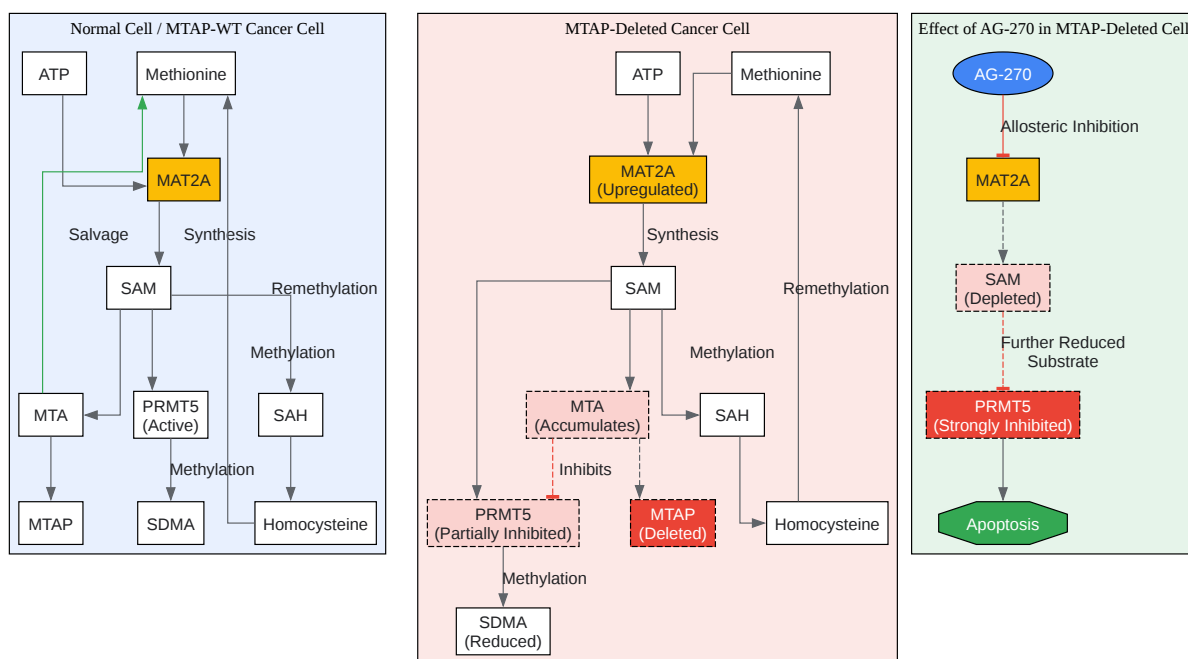 Normal Cell / MTAP-WT Cancer Cell
ATP
Methionine
MAT2A
Salvage
Synthesis
SAM
Remethylation
Methylation
MTA
PRMT5
(Active)
SAH
Methylation
MTAP
SDMA
Homocysteine
MTAP-Deleted Cancer Cell
ATP
Methionine
MAT2A
(Upregulated)
Synthesis
SAM
Remethylation
Methylation
MTA
(Accumulates)
SAH
Inhibits
PRMT5
(Partially Inhibited)
MTAP
(Deleted)
Homocysteine
Methylation
SDMA
(Reduced)
Effect of AG-270 in MTAP-Deleted Cell
AG-270
Allosteric Inhibition
MAT2A
SAM
(Depleted)
Further Reduced
Substrate
PRMT5
(Strongly Inhibited)
Apoptosis